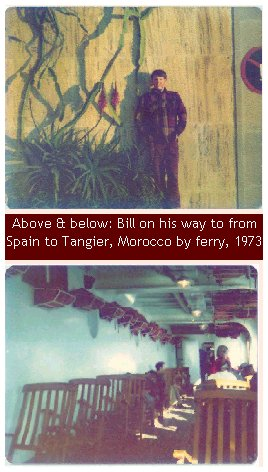 Above & below: Bill on his way to from
Spain to Tangier, Morocco by ferry, 1973